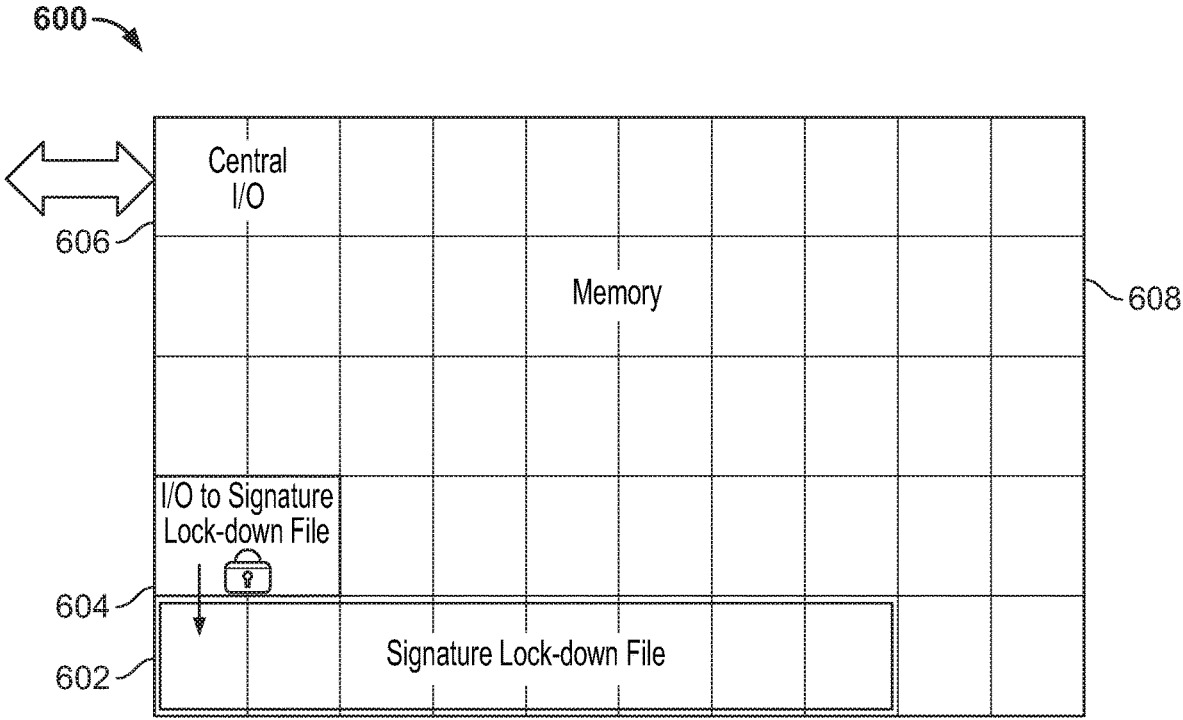 600
Central
I/O
606
Memory
608
I/O to Signature
Lock-down File
604
Signature Lock-down File
602